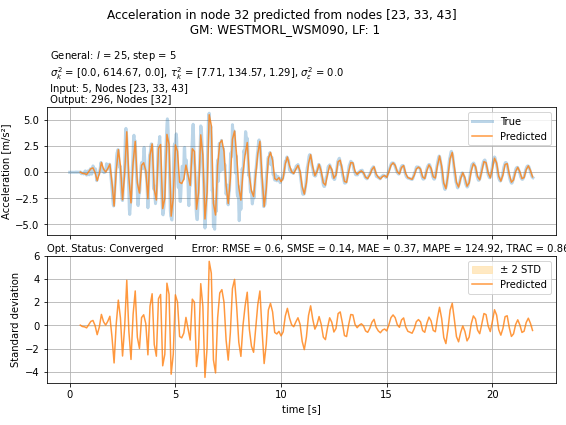 Acceleration in node 32 predicted from nodes [23, 33, 43]
GM: WESTMORL_WSM090, LF: 1
General: l = 25, step = 5
σ²ₖ = [0.0, 614.67, 0.0], τ²ₖ = [7.71, 134.57, 1.29], σ²ε = 0.0
Input: 5, Nodes [23, 33, 43]
Output: 296, Nodes [32]
Acceleration [m/s²]
5.0
2.5
0.0
−2.5
−5.0
True
Predicted
Opt. Status: Converged
Error: RMSE = 0.6, SMSE = 0.14, MAE = 0.37, MAPE = 124.92, TRAC = 0.86
Standard deviation
6
4
2
0
−2
−4
± 2 STD
Predicted
0
5
10
15
20
time [s]